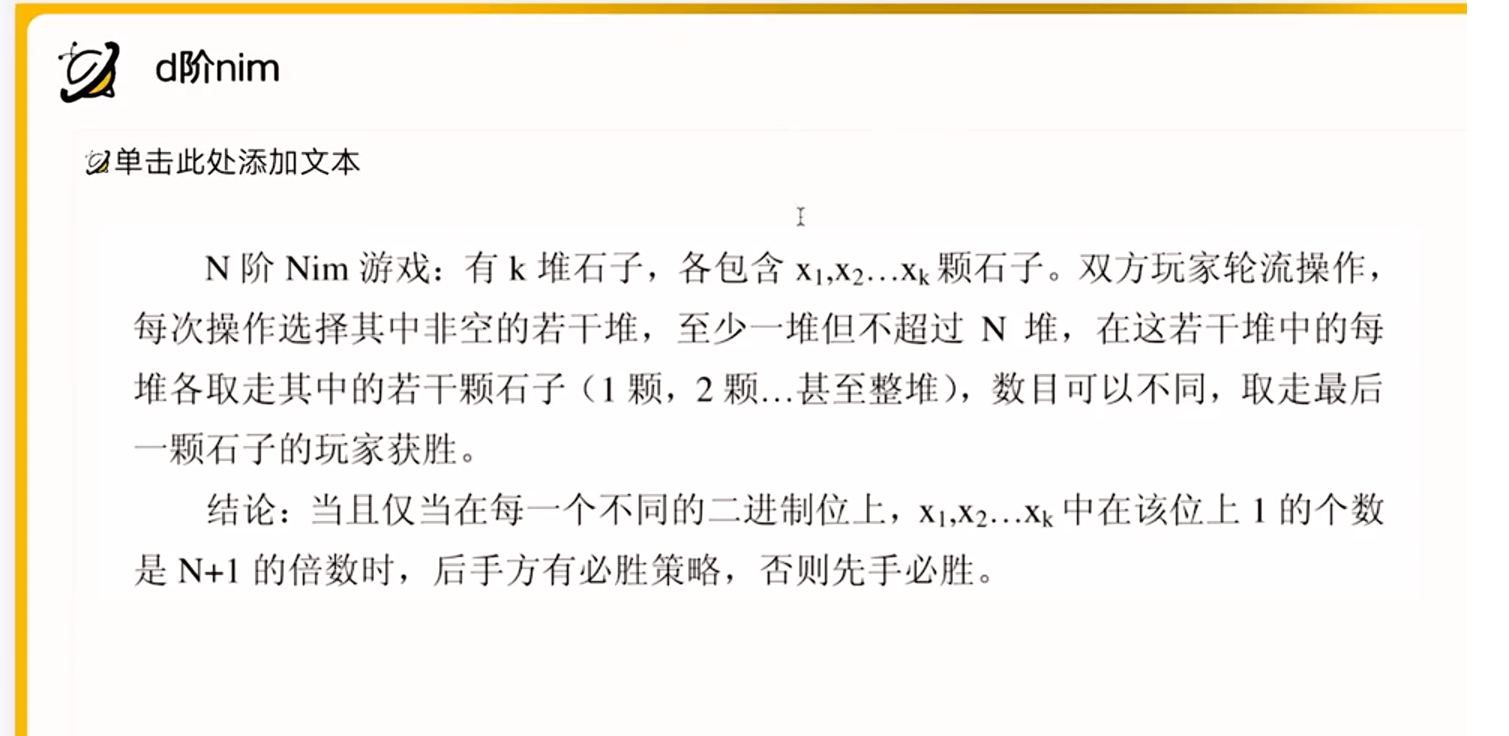 d阶nim
单击此处添加文本
N 阶 Nim 游戏：有 k 堆石子，各包含 x₁,x₂…xₖ 颗石子。双方玩家轮流操作，
每次操作选择其中非空的若干堆，至少一堆但不超过 N 堆，在这若干堆中的每
堆各取走其中的若干颗石子（1 颗，2 颗…甚至整堆），数目可以不同，取走最后
一颗石子的玩家获胜。
结论：当且仅当在每一个不同的二进制位上，x₁,x₂…xₖ 中在该位上 1 的个数
是 N+1 的倍数时，后手方有必胜策略，否则先手必胜。